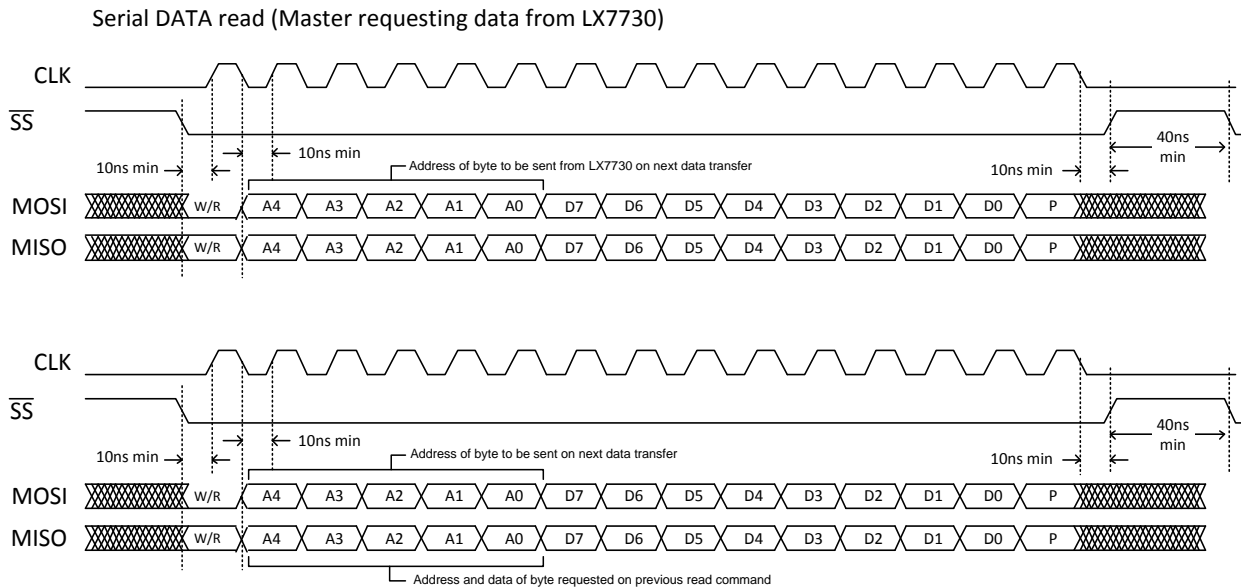 Serial DATA read (Master requesting data from LX7730)
CLK
SS
10ns min
10ns min
Address of byte to be sent from LX7730 on next data transfer
10ns min
40ns
min
MOSI W/R A4 A3 A2 A1 A0 D7 D6 D5 D4 D3 D2 D1 D0 P
MISO W/R A4 A3 A2 A1 A0 D7 D6 D5 D4 D3 D2 D1 D0 P
CLK
SS
10ns min
10ns min
Address of byte to be sent on next data transfer
10ns min
40ns
min
MOSI W/R A4 A3 A2 A1 A0 D7 D6 D5 D4 D3 D2 D1 D0 P
MISO W/R A4 A3 A2 A1 A0 D7 D6 D5 D4 D3 D2 D1 D0 P
Address and data of byte requested on previous read command